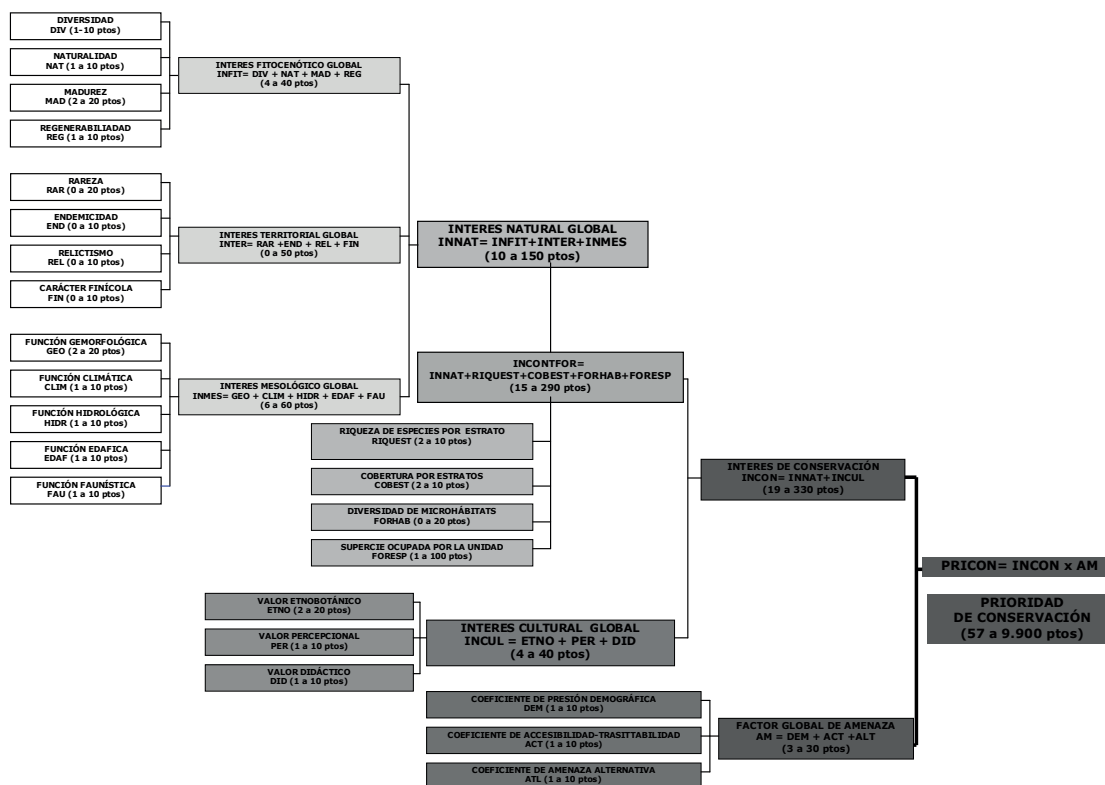 DIVERSIDAD
DIV (1-10 ptos)
NATURALIDAD
NAT (1 a 10 ptos)
MADUREZ
MAD (2 a 20 ptos)
REGENERABILIADAD
REG (1 a 10 ptos)
INTERES FITOCENÓTICO GLOBAL
INFIT= DIV + NAT + MAD + REG
(4 a 40 ptos)
RAREZA
RAR (0 a 20 ptos)
ENDEMICIDAD
END (0 a 10 ptos)
RELICTISMO
REL (0 a 10 ptos)
CARÁCTER FINÍCOLA
FIN (0 a 10 ptos)
INTERES TERRITORIAL GLOBAL
INTER= RAR +END + REL + FIN
(0 a 50 ptos)
INTERES NATURAL GLOBAL
INNAT= INFIT+INTER+INMES
(10 a 150 ptos)
FUNCIÓN GEMORFOLÓGICA
GEO (2 a 20 ptos)
FUNCIÓN CLIMÁTICA
CLIM (1 a 10 ptos)
FUNCIÓN HIDROLÓGICA
HIDR (1 a 10 ptos)
FUNCIÓN EDAFICA
EDAF (1 a 10 ptos)
FUNCIÓN FAUNÍSTICA
FAU (1 a 10 ptos)
INTERES MESOLÓGICO GLOBAL
INMES= GEO + CLIM + HIDR + EDAF + FAU
(6 a 60 ptos)
INCONTFOR=
INNAT+RIQUEST+COBEST+FORHAB+FORESP
(15 a 290 ptos)
RIQUEZA DE ESPECIES POR ESTRATO
RIQUEST (2 a 10 ptos)
COBERTURA POR ESTRATOS
COBEST (2 a 10 ptos)
DIVERSIDAD DE MICROHÁBITATS
FORHAB (0 a 20 ptos)
SUPERCIE OCUPADA POR LA UNIDAD
FORESP (1 a 100 ptos)
INTERES DE CONSERVACIÓN
INCON= INNAT+INCUL
(19 a 330 ptos)
VALOR ETNOBOTÁNICO
ETNO (2 a 20 ptos)
VALOR PERCEPCIONAL
PER (1 a 10 ptos)
VALOR DIDÁCTICO
DID (1 a 10 ptos)
INTERES CULTURAL GLOBAL
INCUL = ETNO + PER + DID
(4 a 40 ptos)
PRICON= INCON x AM
PRIORIDAD
DE CONSERVACIÓN
(57 a 9.900 ptos)
COEFICIENTE DE PRESIÓN DEMOGRÁFICA
DEM (1 a 10 ptos)
COEFICIENTE DE ACCESIBILIDAD-TRASITTABILIDAD
ACT (1 a 10 ptos)
COEFICIENTE DE AMENAZA ALTERNATIVA
ATL (1 a 10 ptos)
FACTOR GLOBAL DE AMENAZA
AM = DEM + ACT +ALT
(3 a 30 ptos)